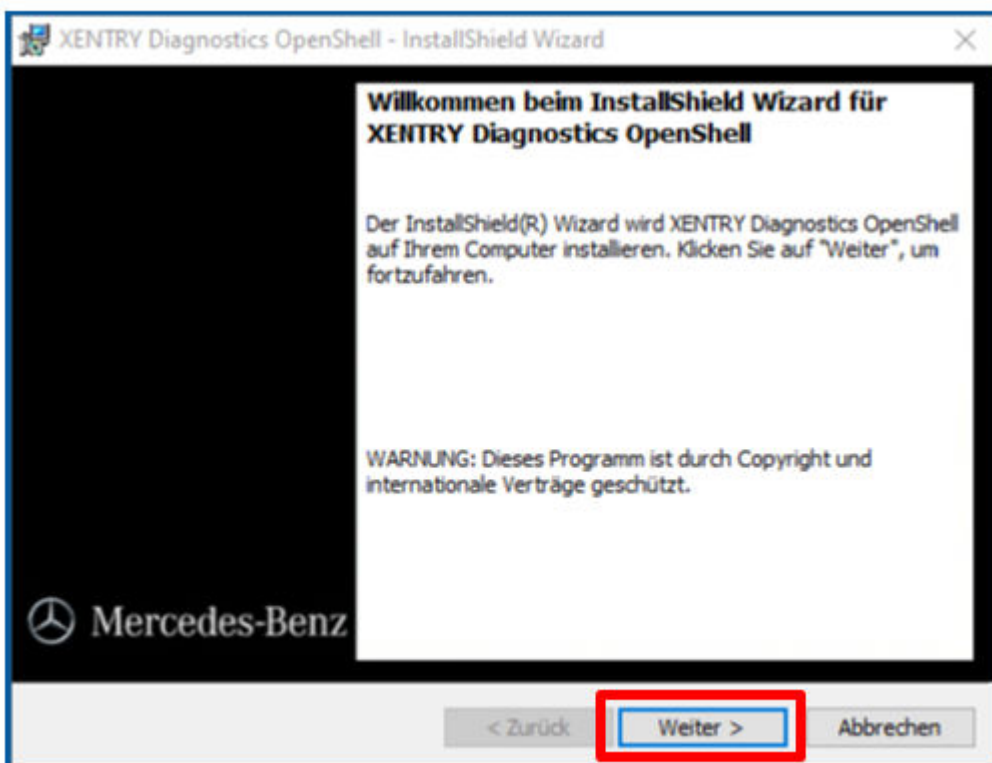 XENTRY Diagnostics OpenShell - InstallShield Wizard
Willkommen beim InstallShield Wizard für
XENTRY Diagnostics OpenShell
Der InstallShield(R) Wizard wird XENTRY Diagnostics OpenShell
auf Ihrem Computer installieren. Klicken Sie auf "Weiter", um
fortzufahren.
WARNUNG: Dieses Programm ist durch Copyright und
internationale Verträge geschützt.
Mercedes-Benz
< Zurück Weiter > Abbrechen